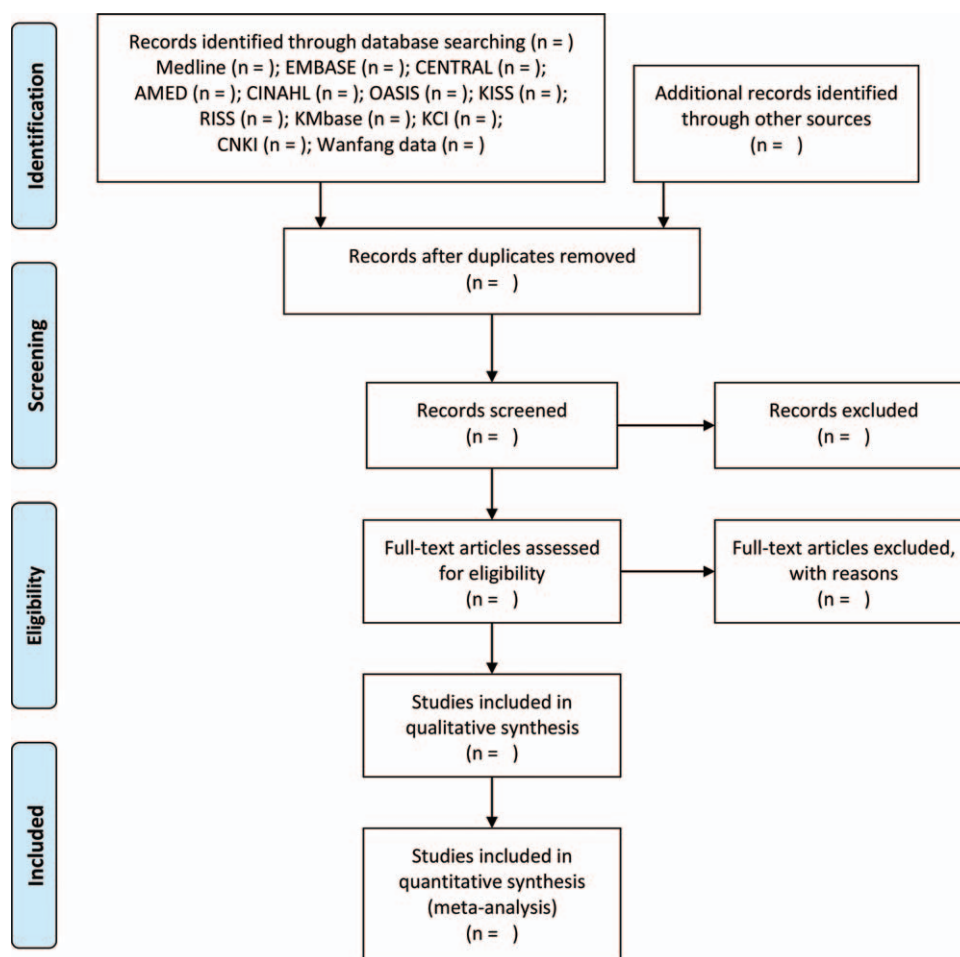 Identification
Records identified through database searching (n = )
Medline (n = ); EMBASE (n = ); CENTRAL (n = );
AMED (n = ); CINAHL (n = ); OASIS (n = ); KISS (n = );
RISS (n = ); KMbase (n = ); KCI (n = );
CNKI (n = ); Wanfang data (n = )
Additional records identified
through other sources
(n =   )
Records after duplicates removed
(n =   )
Screening
Records screened
(n =   )
Records excluded
(n =   )
Eligibility
Full-text articles assessed
for eligibility
(n =   )
Full-text articles excluded,
with reasons
(n =   )
Studies included in
qualitative synthesis
(n =   )
Included
Studies included in
quantitative synthesis
(meta-analysis)
(n =   )